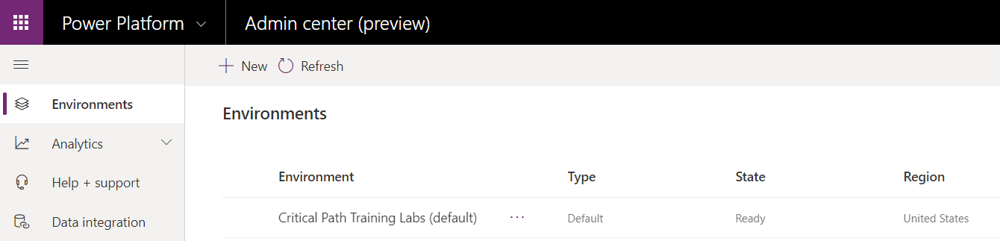 Power Platform Admin center (preview)
New Refresh
Environments
Analytics
Help + support
Data integration
Environments
Environment Type State Region
Critical Path Training Labs (default) ... Default Ready United States